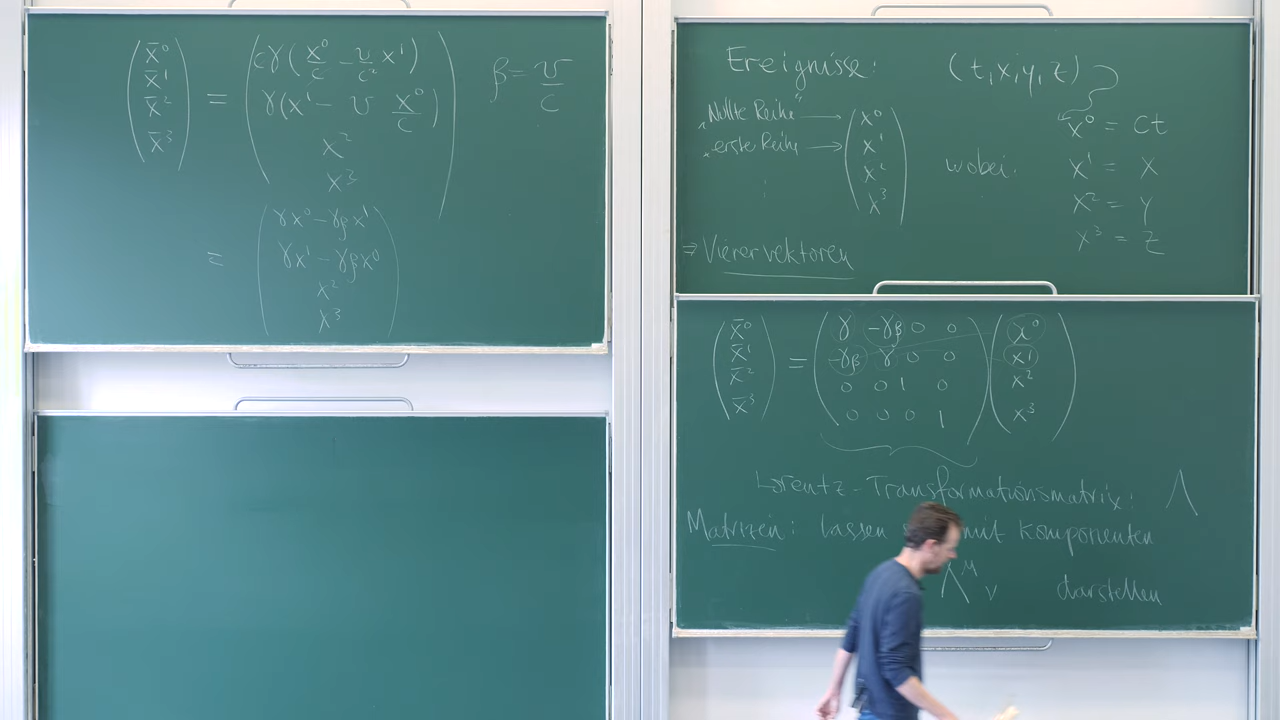 (x̄⁰ x̄¹ x̄² x̄³) = (cγ(x⁰/c − v/c² x¹) γ(x¹ − v x⁰/c) x² x³) β = v/c
= (γx⁰ − γβx¹ γx¹ − γβx⁰ x² x³)
Ereignisse: (t,x,y,z)
"Nullte Reihe" → x⁰
"erste Reihe" → x¹
x²
x³
wobei:
x⁰ = ct
x¹ = x
x² = y
x³ = z
⇒ Vierervektoren
(x̄⁰ x̄¹ x̄² x̄³) = (γ −γβ 0 0 −γβ γ 0 0 0 0 1 0 0 0 0 1) (x⁰ x¹ x² x³)
Lorentz-Transformationsmatrix: Λ
Matrizen: lassen mit Komponenten
Λ^μ_ν darstellen